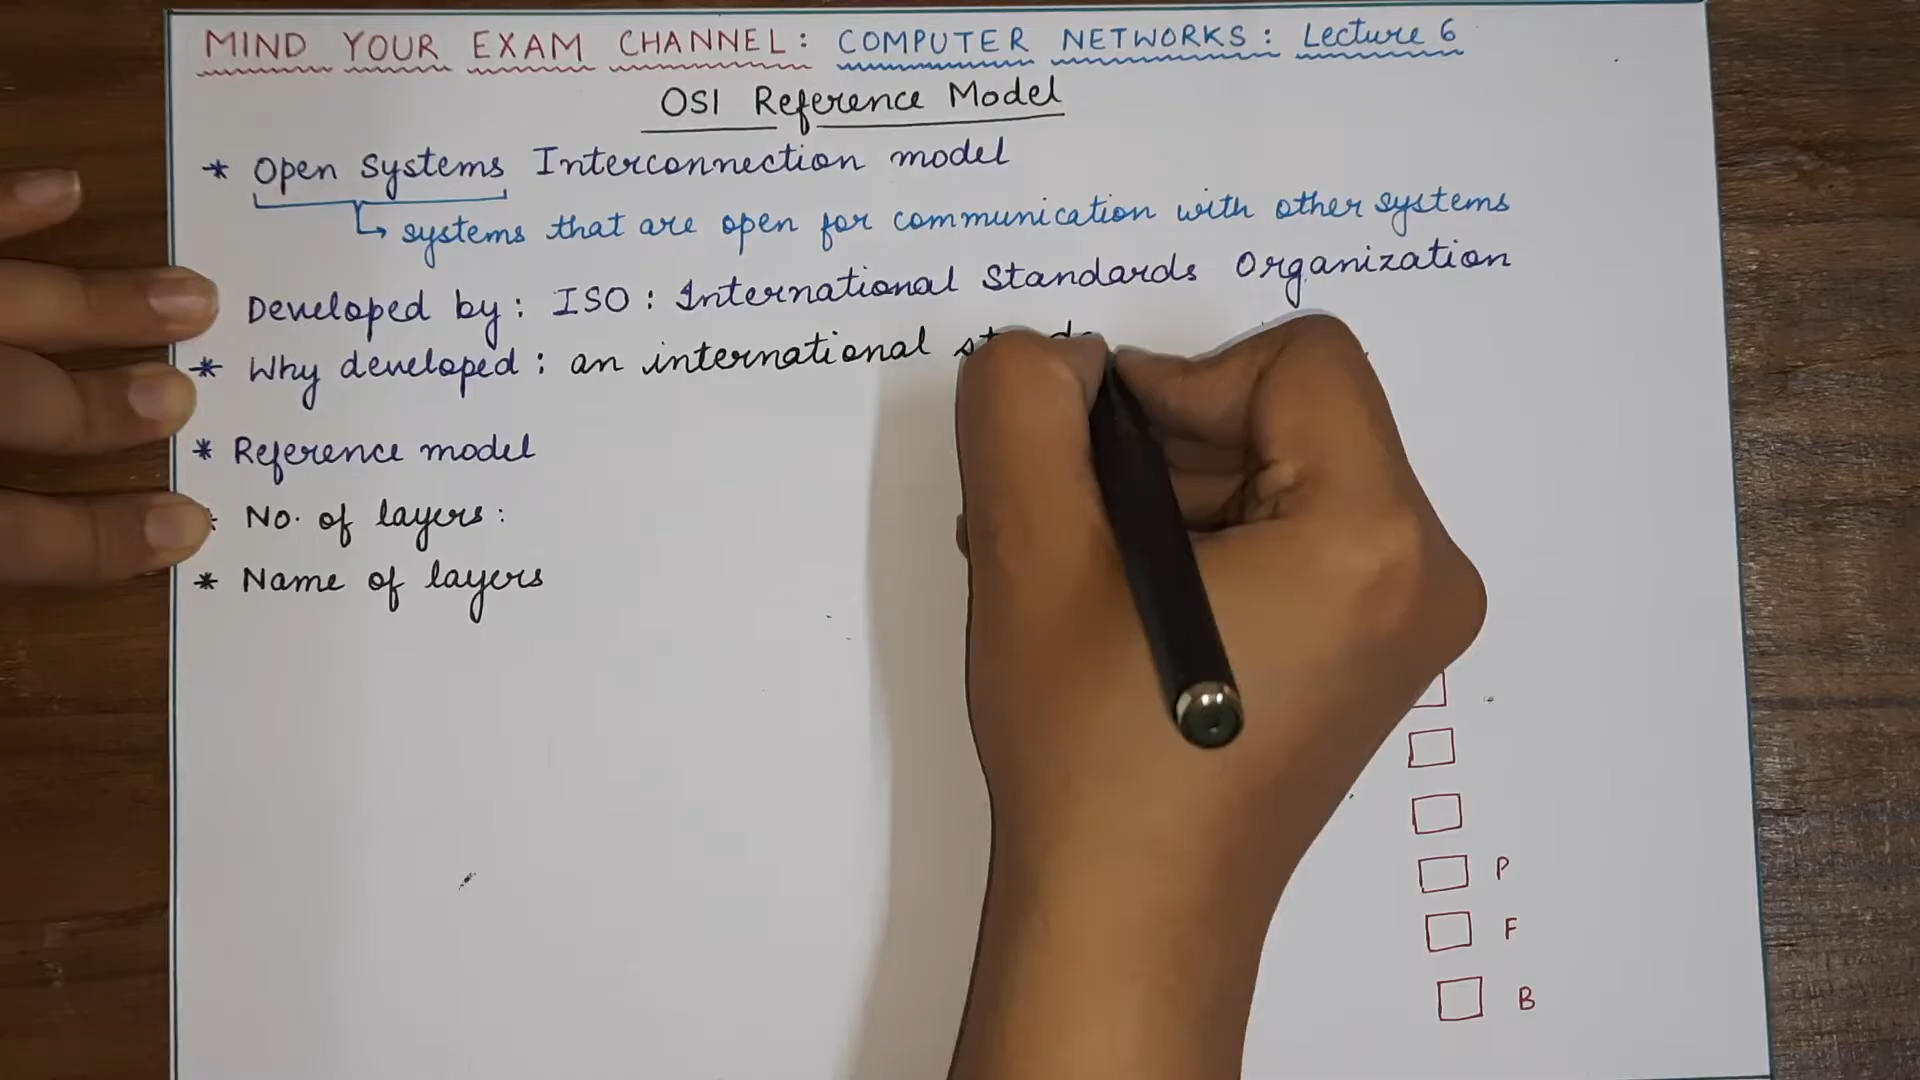 MIND YOUR EXAM CHANNEL: COMPUTER NETWORKS: Lecture 6
OSI Reference Model
* Open Systems Interconnection model
↳ systems that are open for communication with other systems
Developed by: ISO: International Standards Organization
* Why developed: an international
* Reference model
* No. of layers:
* Name of layers
P
F
B